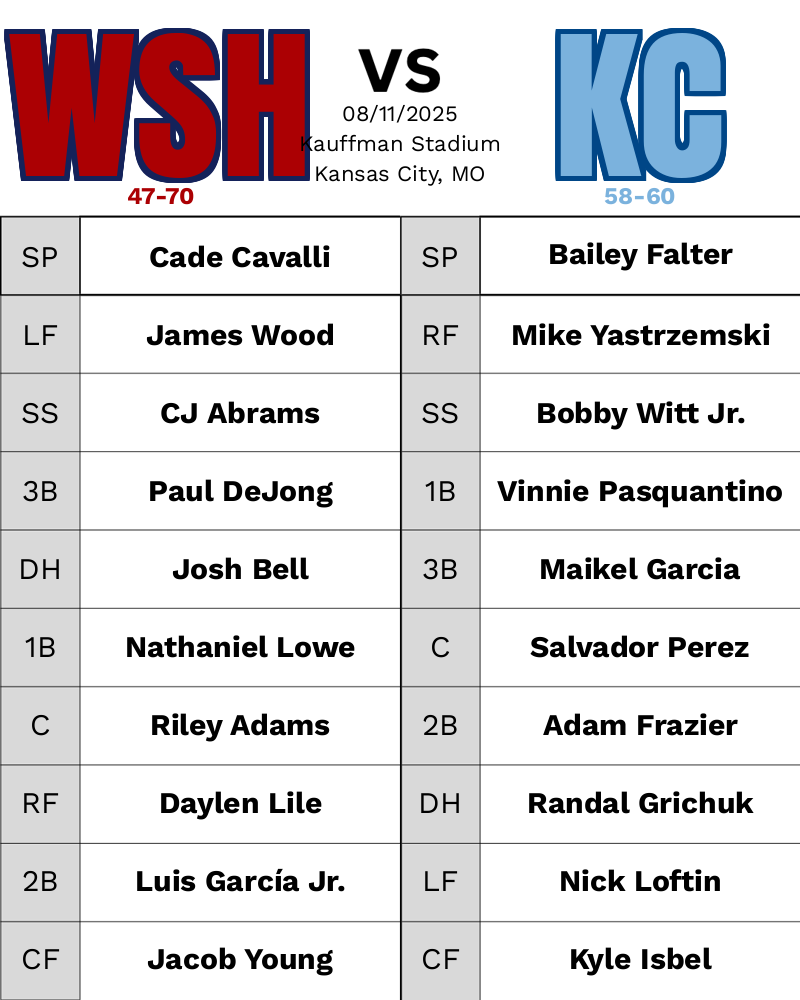 WSH
VS
KC
08/11/2025
Kauffman Stadium
Kansas City, MO
47-70
58-60
SP Cade Cavalli SP Bailey Falter
LF James Wood RF Mike Yastrzemski
SS CJ Abrams SS Bobby Witt Jr.
3B Paul DeJong 1B Vinnie Pasquantino
DH Josh Bell 3B Maikel Garcia
1B Nathaniel Lowe C Salvador Perez
C Riley Adams 2B Adam Frazier
RF Daylen Lile DH Randal Grichuk
2B Luis García Jr. LF Nick Loftin
CF Jacob Young CF Kyle Isbel